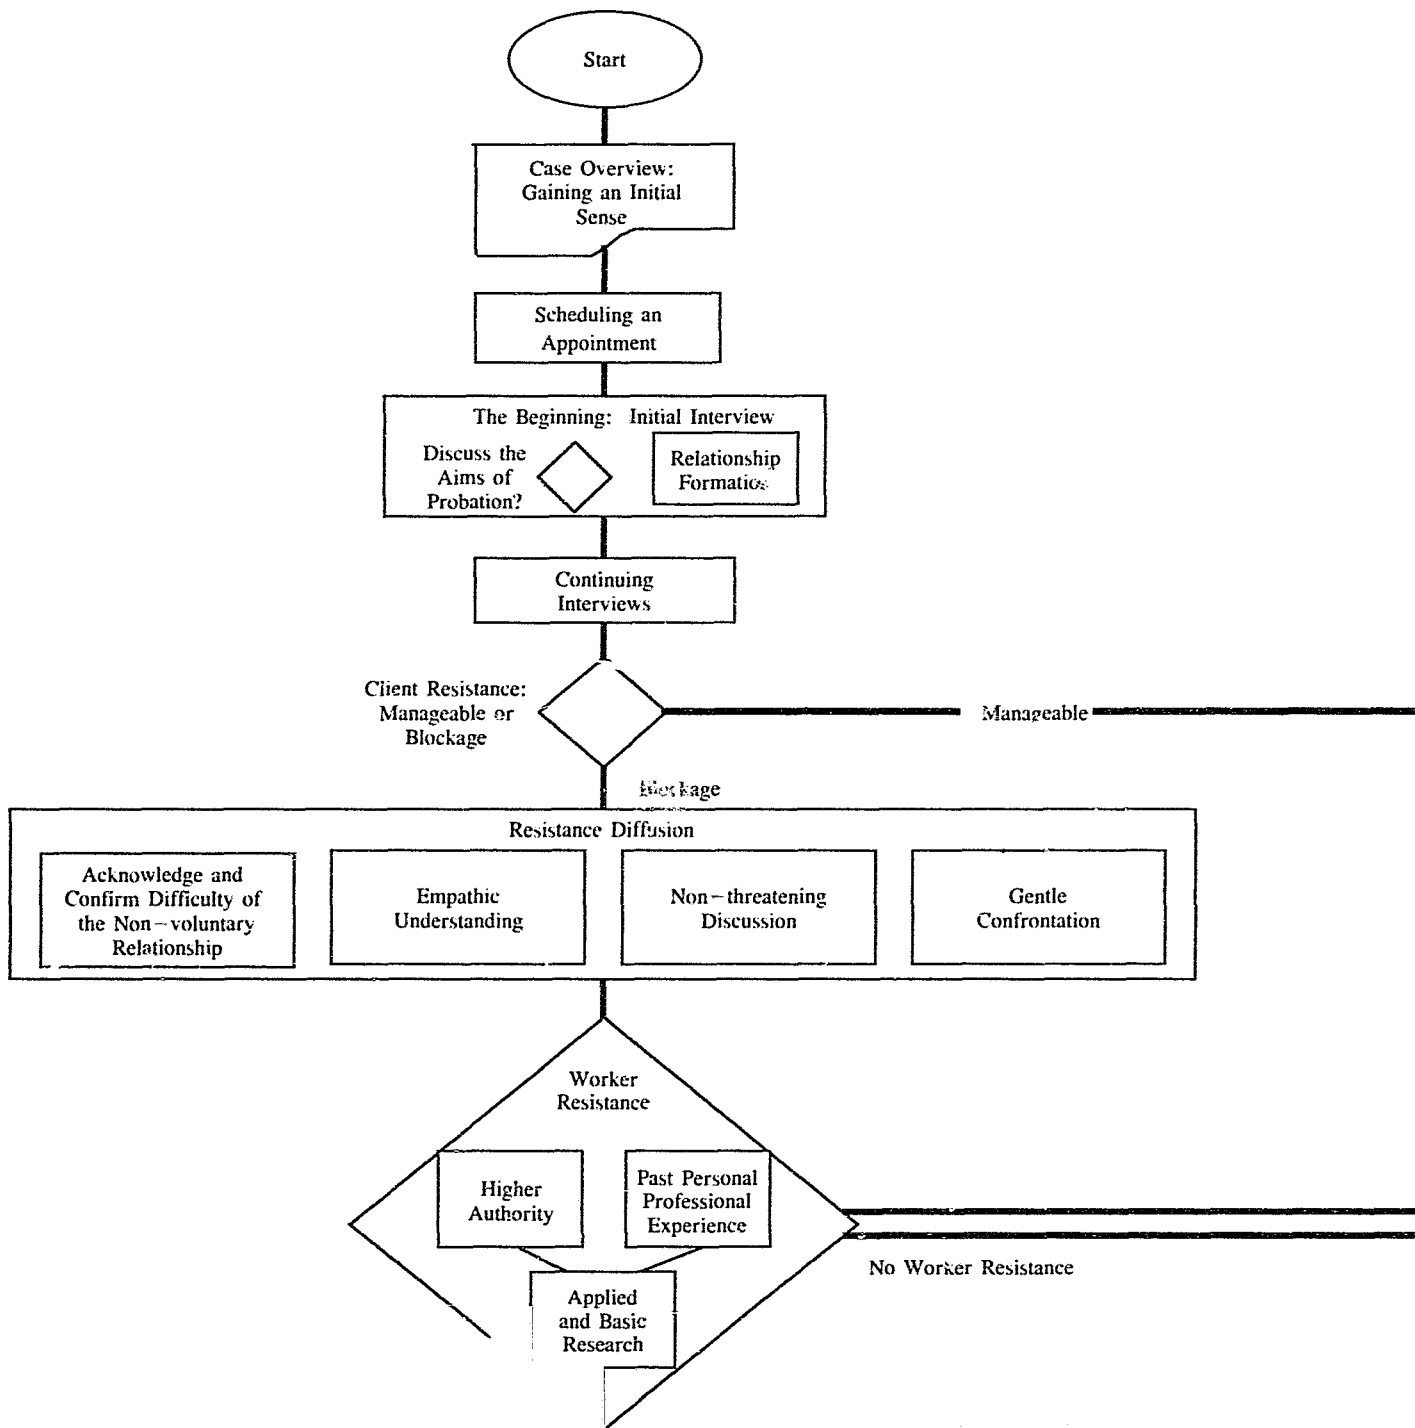 Start
Case Overview:
Gaining an Initial
Sense
Scheduling an
Appointment
The Beginning: Initial Interview
Discuss the
Aims of
Probation?
Relationship
Formation
Continuing
Interviews
Client Resistance:
Manageable or
Blockage
Manageable
Blockage
Resistance Diffusion
Acknowledge and
Confirm Difficulty of
the Non-voluntary
Relationship
Empathic
Understanding
Non-threatening
Discussion
Gentle
Confrontation
Worker
Resistance
Higher
Authority
Past Personal
Professional
Experience
No Worker Resistance
Applied
and Basic
Research